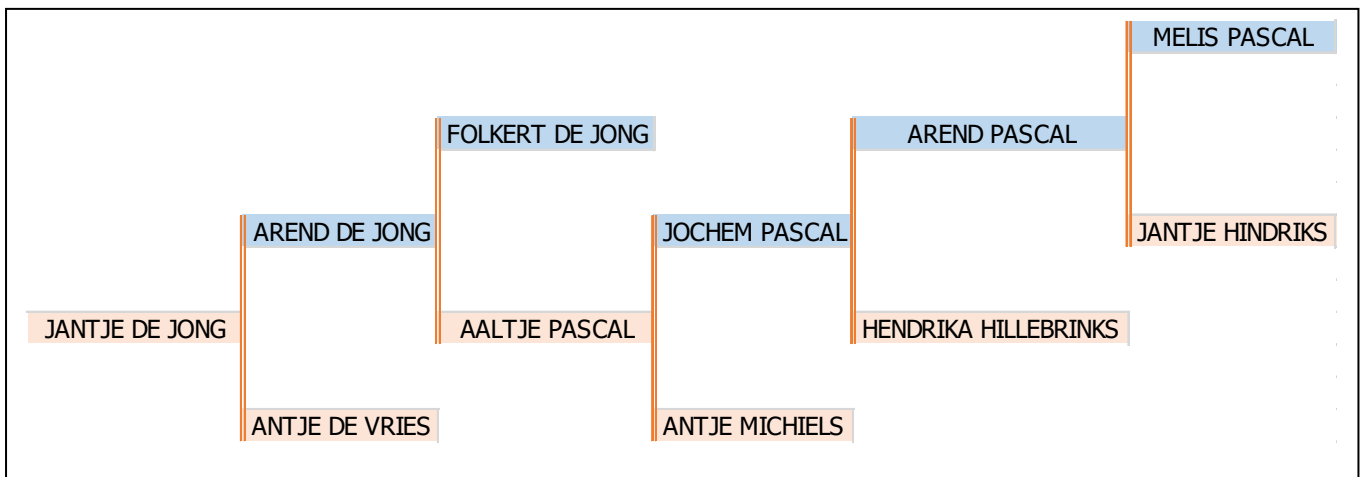 MELIS PASCAL
FOLKERT DE JONG
AREND PASCAL
AREND DE JONG
JOCHEM PASCAL
JANTJE HINDRIKS
JANTJE DE JONG
AALTJE PASCAL
HENDRIKA HILLEBRINKS
ANTJE DE VRIES
ANTJE MICHIELS